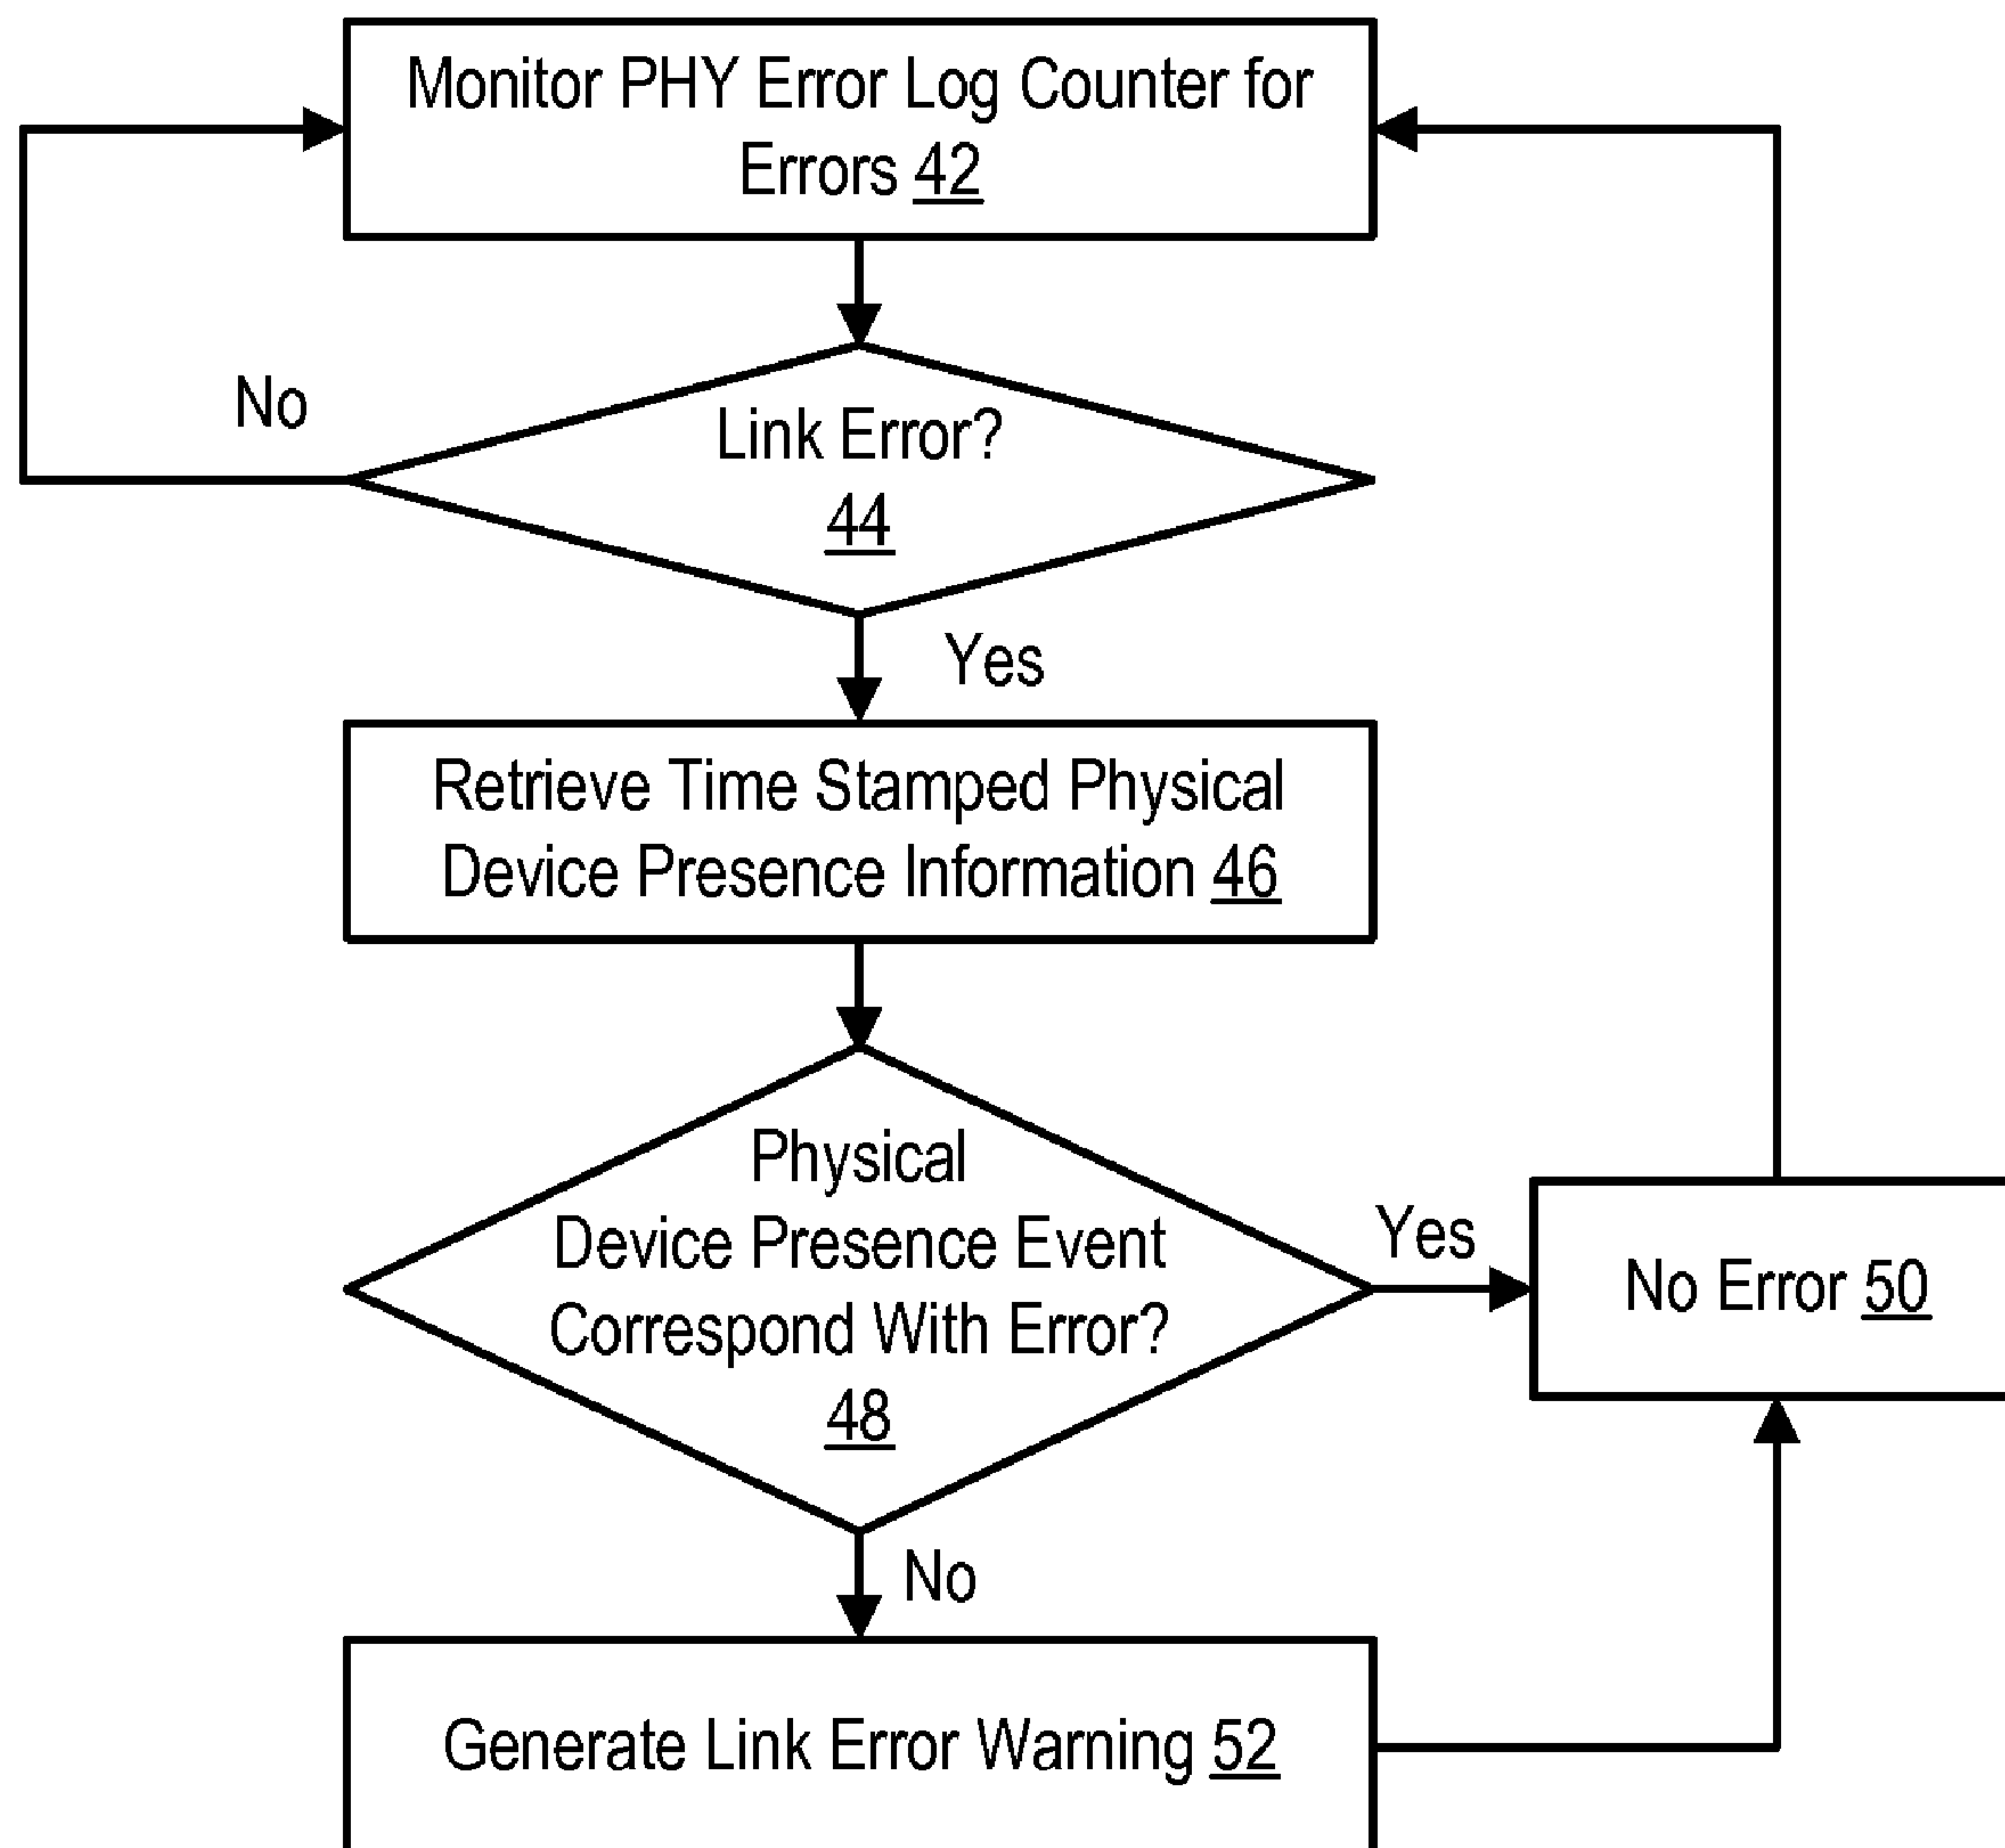 Monitor PHY Error Log Counter for
Errors 42
Link Error?
44
No
Yes
Retrieve Time Stamped Physical
Device Presence Information 46
Physical
Device Presence Event
Correspond With Error?
48
Yes
No Error 50
No
Generate Link Error Warning 52